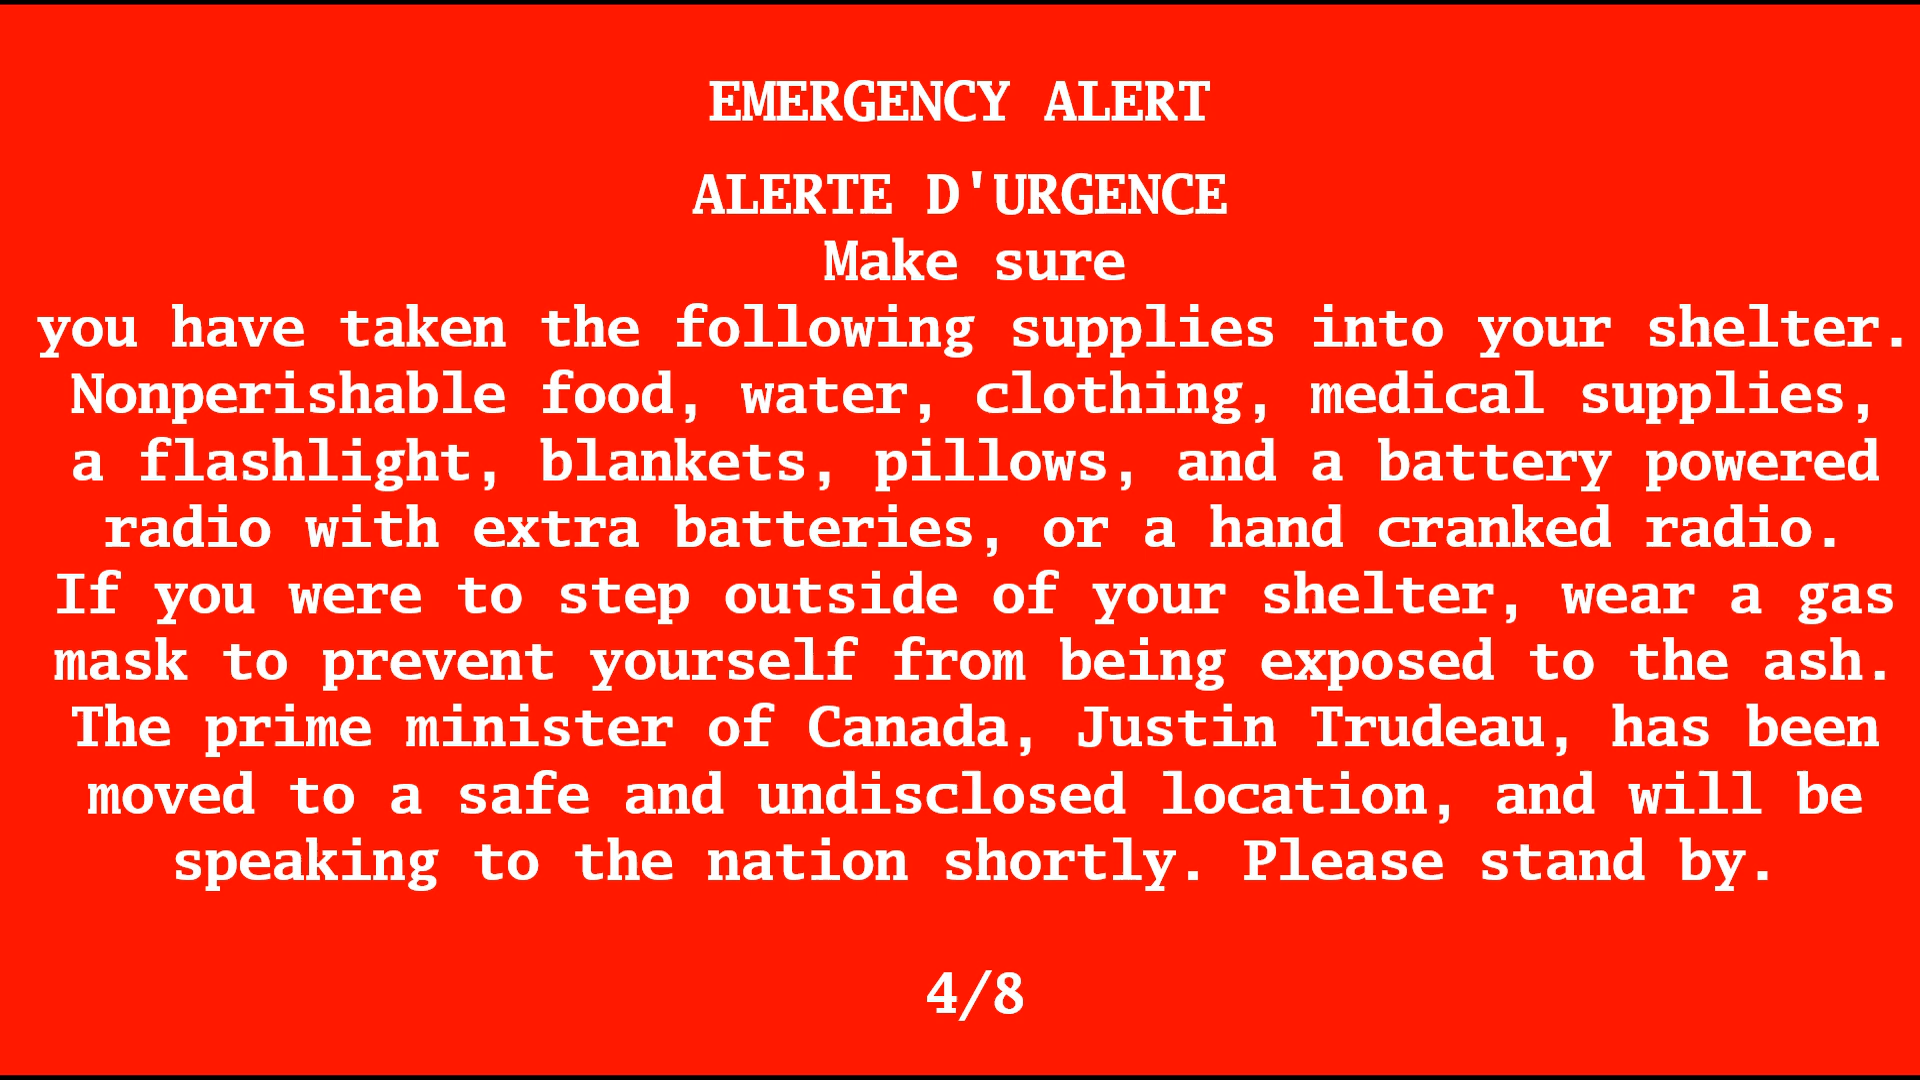 EMERGENCY ALERT
ALERTE D'URGENCE
Make sure
you have taken the following supplies into your shelter.
Nonperishable food, water, clothing, medical supplies,
a flashlight, blankets, pillows, and a battery powered
radio with extra batteries, or a hand cranked radio.
If you were to step outside of your shelter, wear a gas
mask to prevent yourself from being exposed to the ash.
The prime minister of Canada, Justin Trudeau, has been
moved to a safe and undisclosed location, and will be
speaking to the nation shortly. Please stand by.
4/8